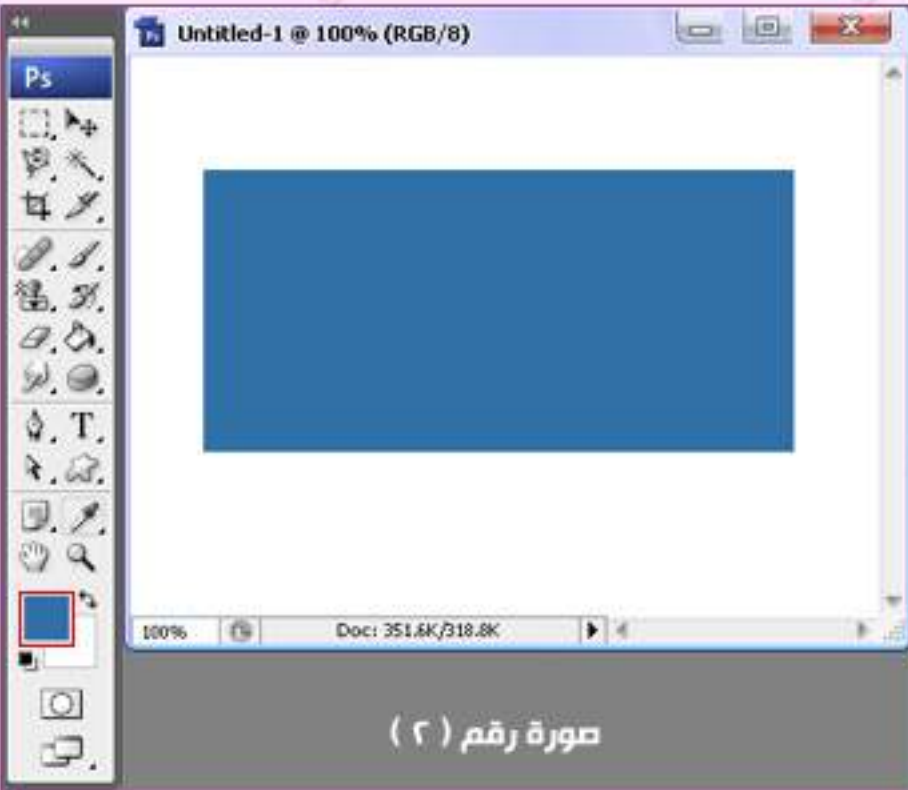 Untitled-1 @ 100% (RGB/8)
Ps
T
100%
Doc: 351.6K/318.8K
صورة رقم ( ٢ )